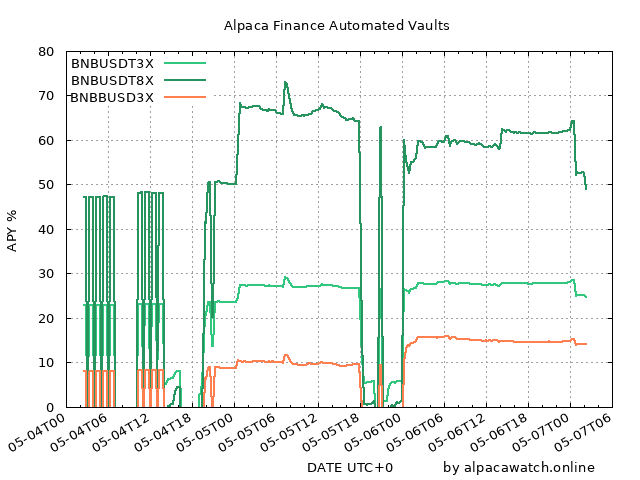 Alpaca Finance Automated Vaults
80
70
60
50
40
30
20
10
0
APY %
BNBUSDT3X
BNBUSDT8X
BNBBUSD3X
05-04T00
05-04T06
05-04T12
05-04T18
05-05T00
05-05T06
05-05T12
05-05T18
05-06T00
05-06T06
05-06T12
05-06T18
05-07T00
05-07T06
DATE UTC+0
by alpacawatch.online